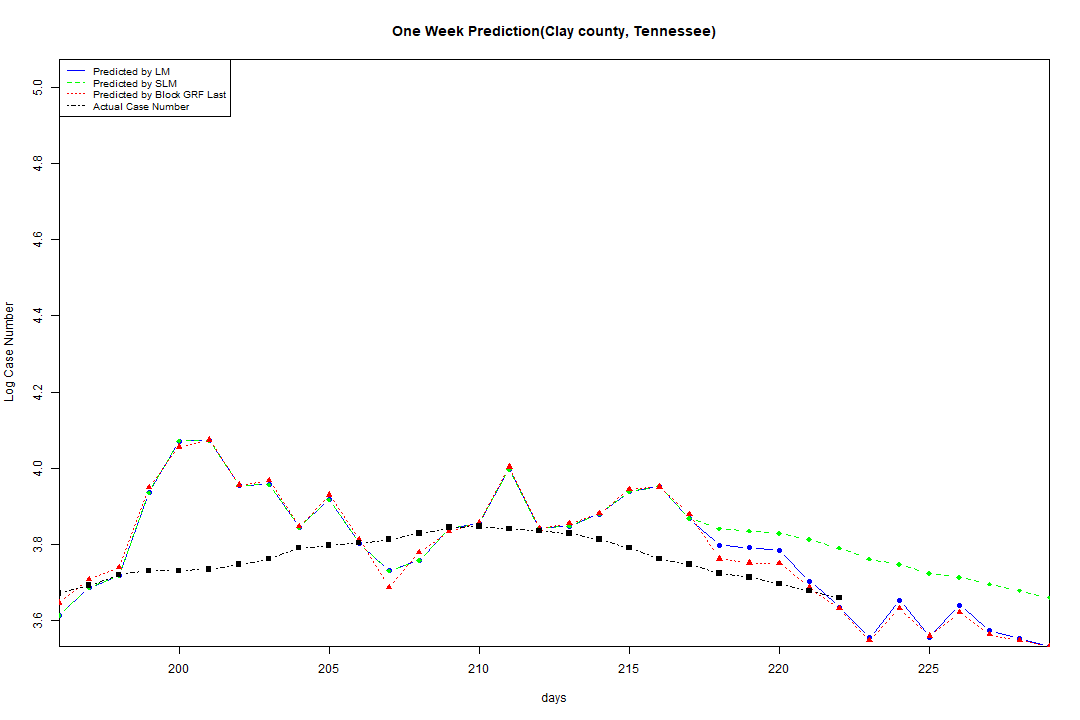 One Week Prediction(Clay county, Tennessee)
Predicted by LM
Predicted by SLM
Predicted by Block GRF Last
Actual Case Number
5.0
4.8
4.6
4.4
4.2
4.0
3.8
3.6
Log Case Number
200 205 210 215 220 225
days